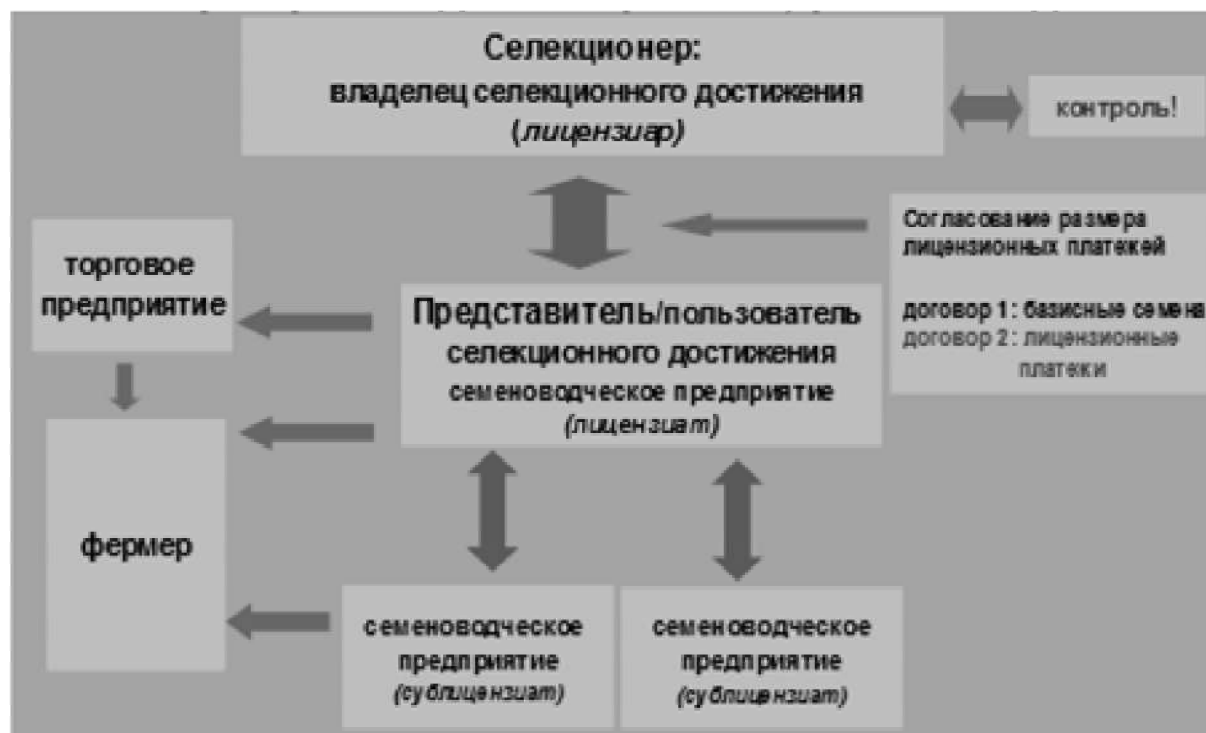 Селекционер:
владелец селекционного достижения
(лицензиар)
контроль!
Согласование размера
лицензионных платежей
договор 1: базисные семена
договор 2: лицензионные
платежи
торговое
предприятие
Представитель/пользователь
селекционного достижения
семеноводческое предприятие
(лицензиат)
фермер
семеноводческое
предприятие
(сублицензиат)
семеноводческое
предприятие
(сублицензиат)